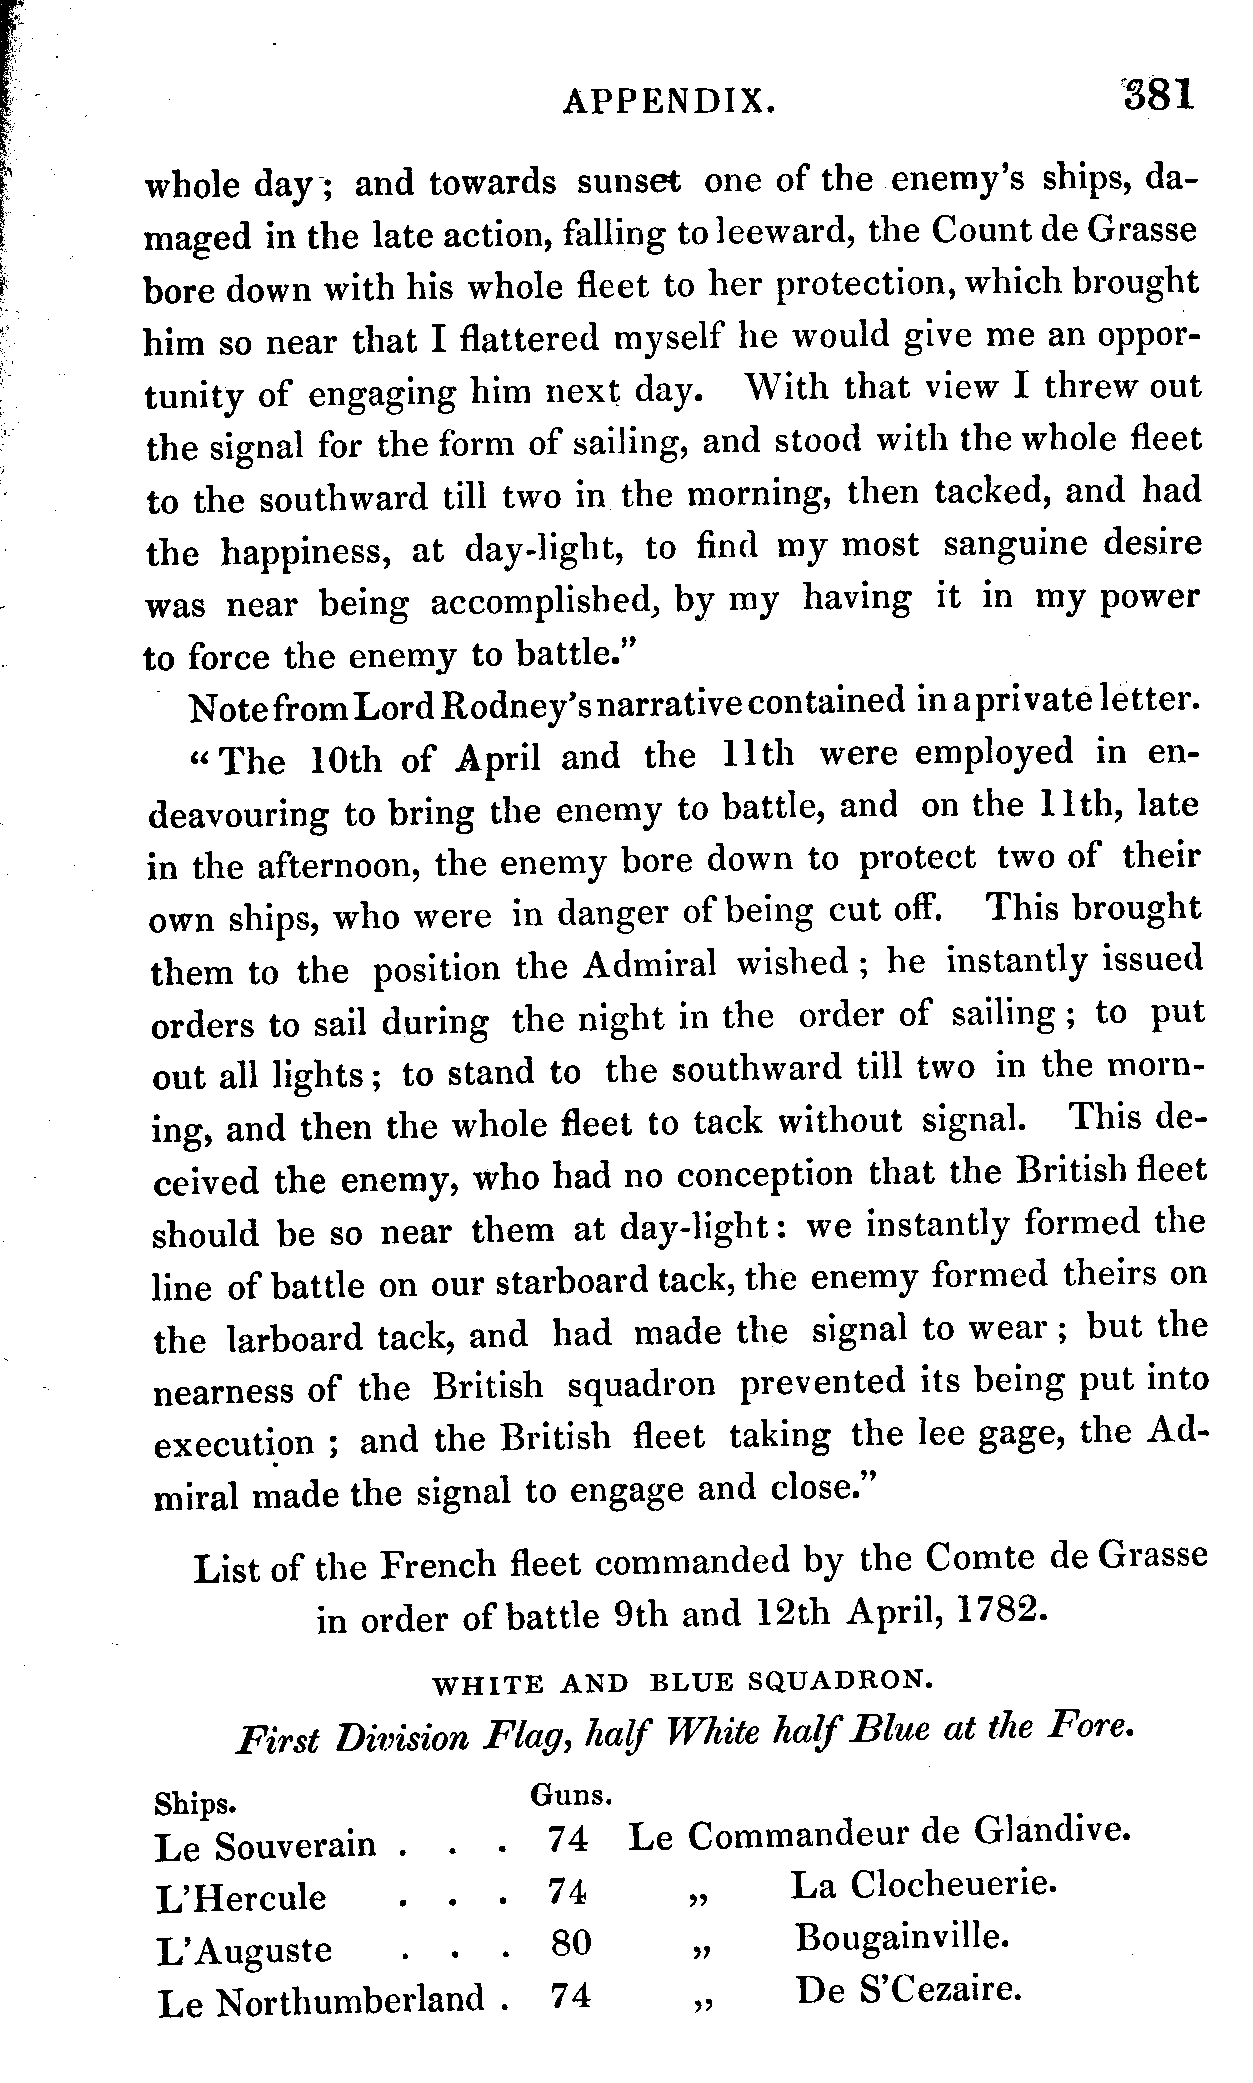 APPENDIX. 381
whole day; and towards sunset one of the enemy's ships, da-
maged in the late action, falling to leeward, the Count de Grasse
bore down with his whole fleet to her protection, which brought
him so near that I flattered myself he would give me an oppor-
tunity of engaging him next day. With that view I threw out
the signal for the form of sailing, and stood with the whole fleet
to the southward till two in the morning, then tacked, and had
the happiness, at day-light, to find my most sanguine desire
was near being accomplished, by my having it in my power
to force the enemy to battle."
Note from Lord Rodney's narrative contained in a private letter.
"The 10th of April and the 11th were employed in en-
deavouring to bring the enemy to battle, and on the 11th, late
in the afternoon, the enemy bore down to protect two of their
own ships, who were in danger of being cut off. This brought
them to the position the Admiral wished; he instantly issued
orders to sail during the night in the order of sailing; to put
out all lights; to stand to the southward till two in the morn-
ing, and then the whole fleet to tack without signal. This de-
ceived the enemy, who had no conception that the British fleet
should be so near them at day-light: we instantly formed the
line of battle on our starboard tack, the enemy formed theirs on
the larboard tack, and had made the signal to wear; but the
nearness of the British squadron prevented its being put into
execution; and the British fleet taking the lee gage, the Ad-
miral made the signal to engage and close."
List of the French fleet commanded by the Comte de Grasse
in order of battle 9th and 12th April, 1782.
WHITE AND BLUE SQUADRON.
First Division Flag, half White half Blue at the Fore.
Ships. Guns.
Le Souverain . . . 74 Le Commandeur de Glandive.
L'Hercule . . . 74 „ La Clocheuerie.
L'Auguste . . . 80 „ Bougainville.
Le Northumberland . 74 „ De S'Cezaire.